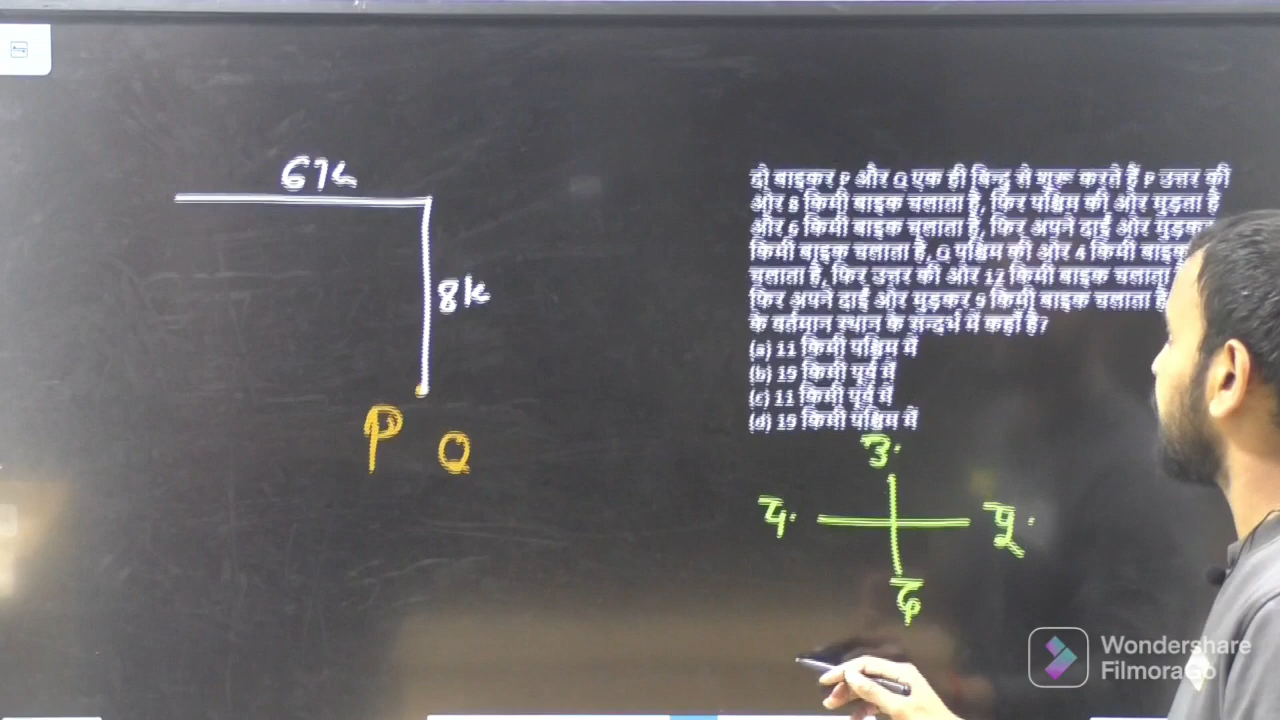 6 k
8k
P Q
दो बाइकर P और Q एक ही बिन्दु से शुरू करते हैं P उत्तर की
ओर 8 किमी बाइक चलाता है, फिर पश्चिम की ओर मुड़ता है
और 6 किमी बाइक चलाता है, फिर अपने दाईं ओर मुड़कर
किमी बाइक चलाता है, Q पश्चिम की ओर 4 किमी बाइक
चलाता है, फिर उत्तर की ओर 12 किमी बाइक चलाता
फिर अपने दाईं ओर मुड़कर 9 किमी बाइक चलाता है
के वर्तमान स्थान के सन्दर्भ में कहाँ है?
(a) 11 किमी पश्चिम में
(b) 19 किमी पूर्व में
(c) 11 किमी पूर्व में
(d) 19 किमी पश्चिम में
उ.
प. पू.
द
Wondershare
FilmoraGo